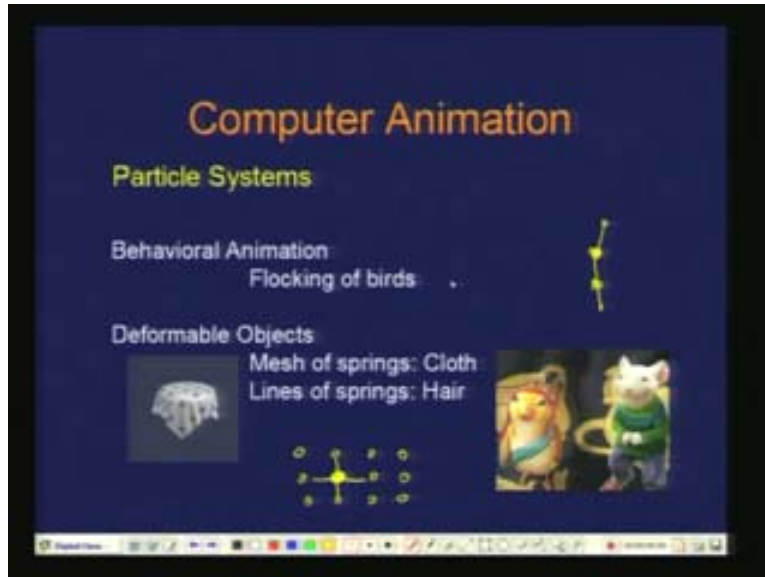 Computer Animation
Particle Systems
Behavioral Animation
Flocking of birds
Deformable Objects
Mesh of springs: Cloth
Lines of springs: Hair